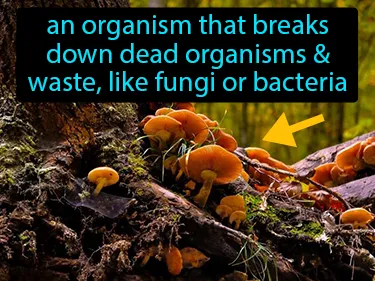 an organism that breaks
down dead organisms &
waste, like fungi or bacteria